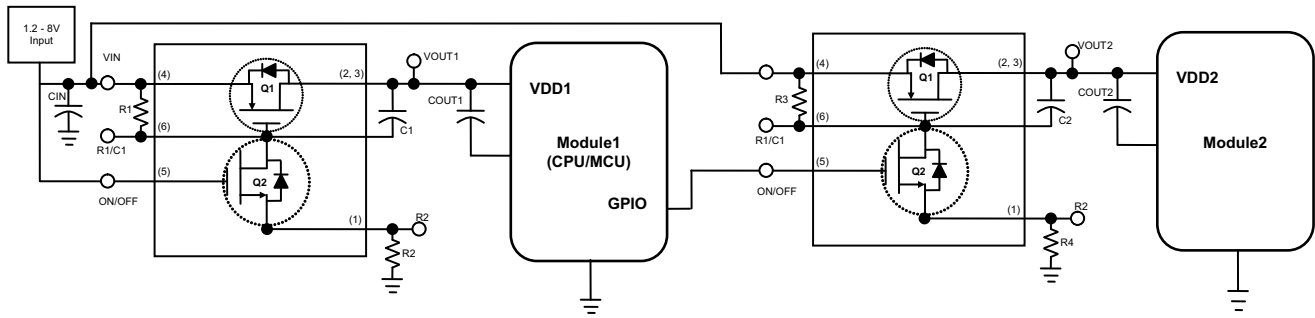 1.2 - 8V
Input
VIN
CIN
R1
R1/C1
ON/OFF
(4)
(6)
(5)
Q1
Q2
(2, 3)
(1)
R2
R2
C1
VOUT1
COUT1
VDD1
Module1
(CPU/MCU)
GPIO
R3
R1/C1
ON/OFF
(4)
(6)
(5)
Q1
Q2
(2, 3)
(1)
R2
R4
C2
VOUT2
COUT2
VDD2
Module2